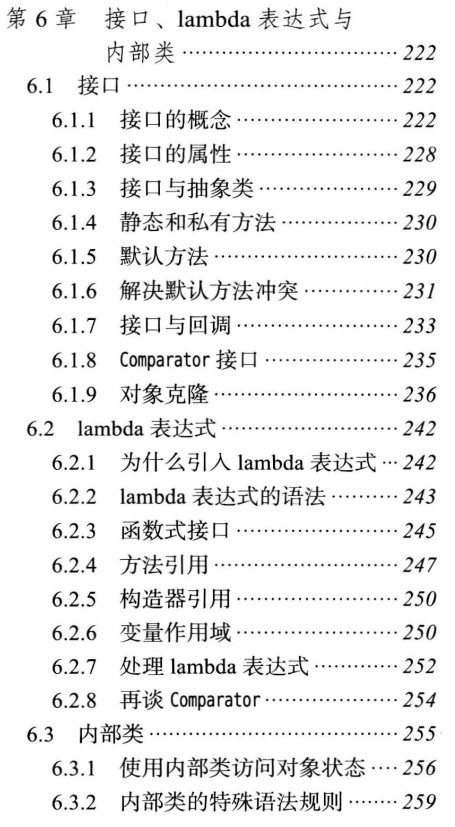 第 6 章 接口、lambda 表达式与
内部类 ………………………… 222
6.1 接口 ………………………………… 222
6.1.1 接口的概念 ………………… 222
6.1.2 接口的属性 ………………… 228
6.1.3 接口与抽象类 ……………… 229
6.1.4 静态和私有方法 …………… 230
6.1.5 默认方法 …………………… 230
6.1.6 解决默认方法冲突 ………… 231
6.1.7 接口与回调 ………………… 233
6.1.8 Comparator 接口 …………… 235
6.1.9 对象克隆 …………………… 236
6.2 lambda 表达式 …………………… 242
6.2.1 为什么引入 lambda 表达式 … 242
6.2.2 lambda 表达式的语法 ……… 243
6.2.3 函数式接口 ………………… 245
6.2.4 方法引用 …………………… 247
6.2.5 构造器引用 ………………… 250
6.2.6 变量作用域 ………………… 250
6.2.7 处理 lambda 表达式 ………… 252
6.2.8 再谈 Comparator …………… 254
6.3 内部类 ……………………………… 255
6.3.1 使用内部类访问对象状态 …… 256
6.3.2 内部类的特殊语法规则 ……… 259